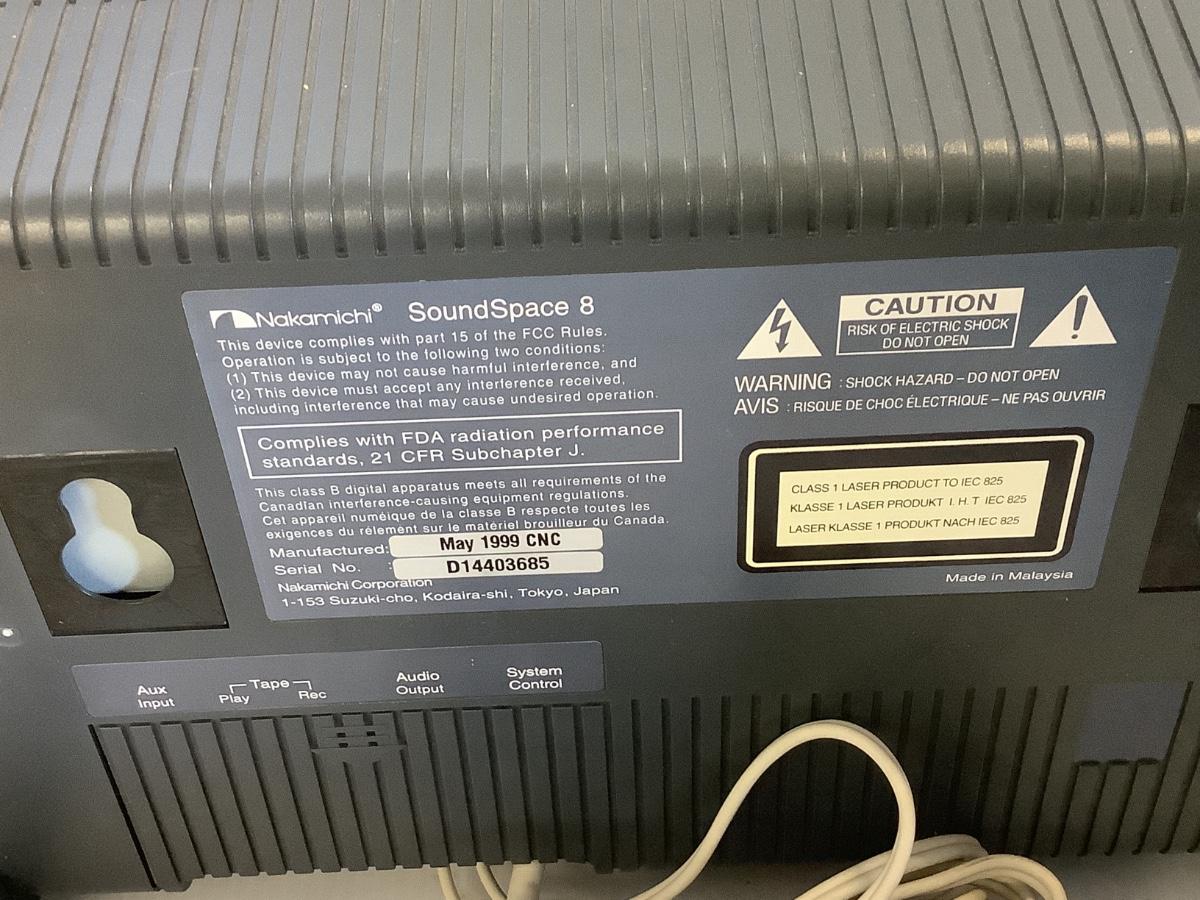 Nakamichi® SoundSpace 8
This device complies with part 15 of the FCC Rules.
Operation is subject to the following two conditions:
(1) This device may not cause harmful interference, and
(2) This device must accept any interference received,
including interference that may cause undesired operation.
Complies with FDA radiation performance
standards, 21 CFR Subchapter J.
This class B digital apparatus meets all requirements of the
Canadian interference-causing equipment regulations.
Cet appareil numéique de la classe B respecte toutes les
exigences du rélement sur le matériel brouilleur du Canada.
Manufactured: May 1999 CNC
Serial No. : D14403685
Nakamichi Corporation
1-153 Suzuki-cho, Kodaira-shi, Tokyo, Japan
CAUTION
RISK OF ELECTRIC SHOCK
DO NOT OPEN
WARNING : SHOCK HAZARD – DO NOT OPEN
AVIS : RISQUE DE CHOC ÉLECTRIQUE – NE PAS OUVRIR
CLASS 1 LASER PRODUCT TO IEC 825
KLASSE 1 LASER PRODUKT I. H. T IEC 825
LASER KLASSE 1 PRODUKT NACH IEC 825
Made in Malaysia
Aux
Input
Tape
Play Rec
Audio
Output
System
Control